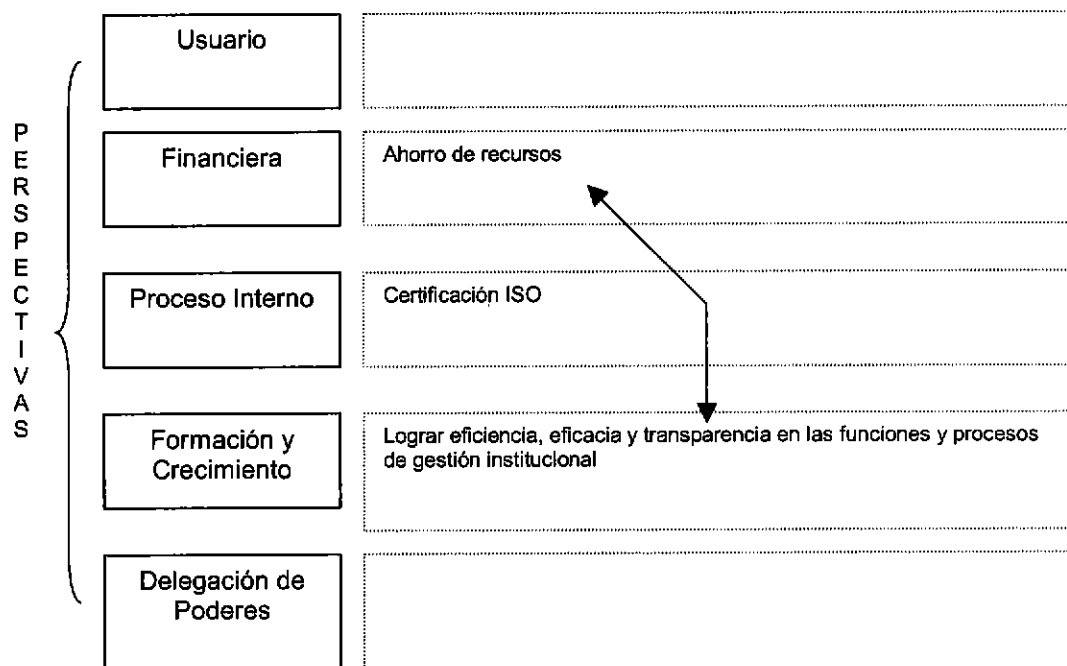 PERSPECTIVAS
Usuario
Financiera
Ahorro de recursos
Proceso Interno
Certificación ISO
Formación y
Crecimiento
Lograr eficiencia, eficacia y transparencia en las funciones y procesos
de gestión institucional
Delegación de
Poderes